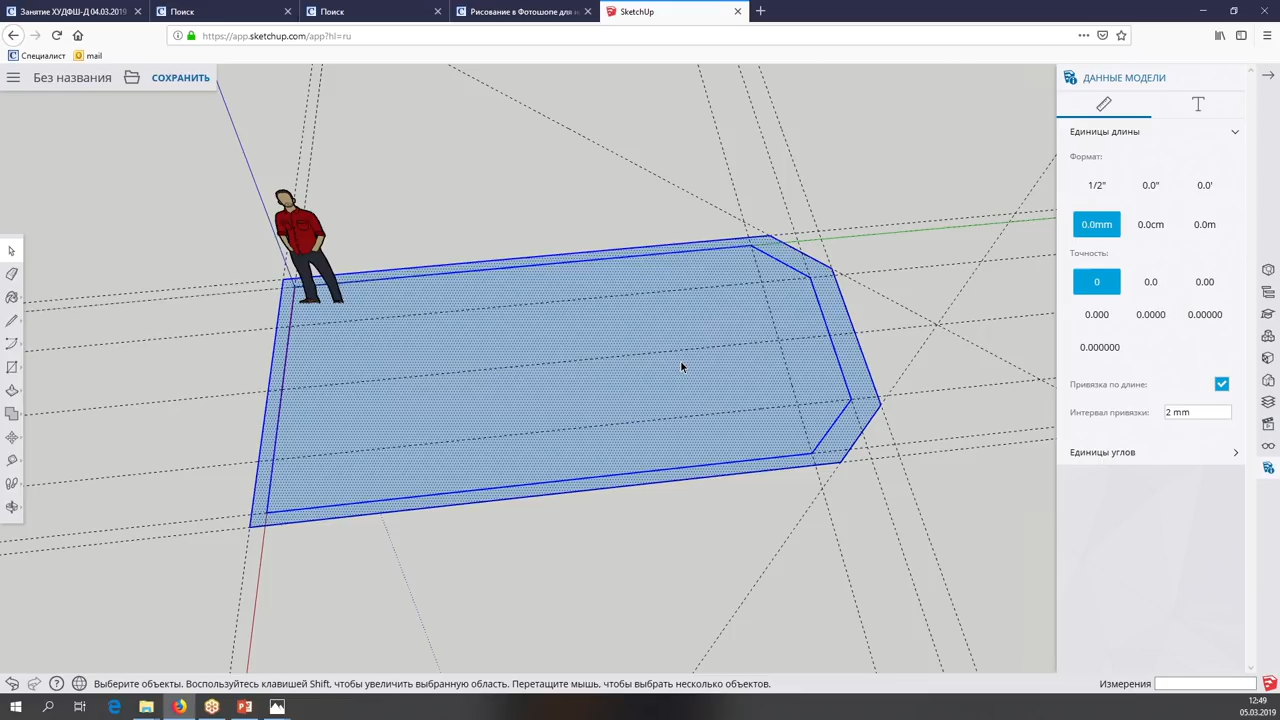 Занятие ХУДФШ-Д 04.03.2019
Поиск
Поиск
Рисование в Фотошопе для
SketchUp
https://app.sketchup.com/app?hl=ru
Специалист
mail
Без названия
СОХРАНИТЬ
ДАННЫЕ МОДЕЛИ
Единицы длины
Формат:
1/2" 0.0" 0.0'
0.0mm 0.0cm 0.0m
Точность:
0 0.0 0.00
0.000 0.0000 0.00000
0.000000
Привязка по длине:
Интервал привязки: 2 mm
Единицы углов
Выберите объекты. Воспользуйтесь клавишей Shift, чтобы увеличить выбранную область. Перетащите мышь, чтобы выбрать несколько объектов.
Измерения
12:49
05.03.2019